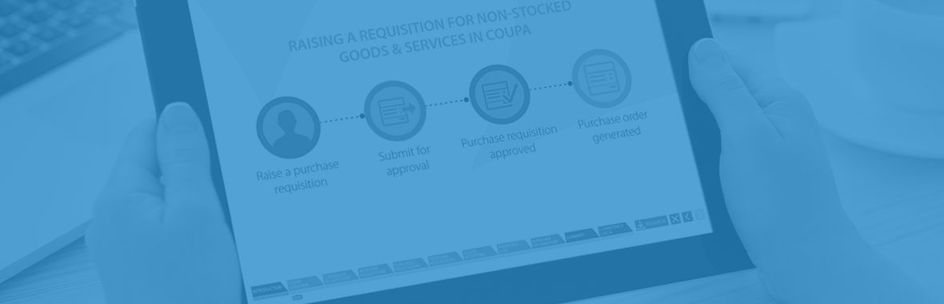 RAISING A REQUISITION FOR NON-STOCKED
GOODS & SERVICES IN COUPA
Raise a purchase
requisition
Submit for
approval
Purchase requisition
approved
Purchase order
generated